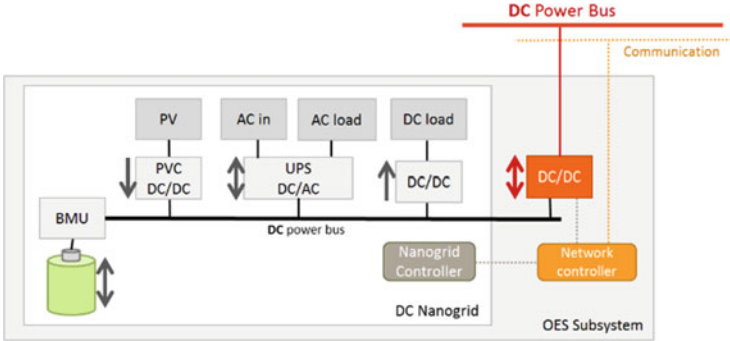 DC Power Bus
Communication
PV
AC in
AC load
DC load
PVC
DC/DC
UPS
DC/AC
DC/DC
DC/DC
BMU
DC power bus
Nanogrid
Controller
Network
controller
DC Nanogrid
OES Subsystem